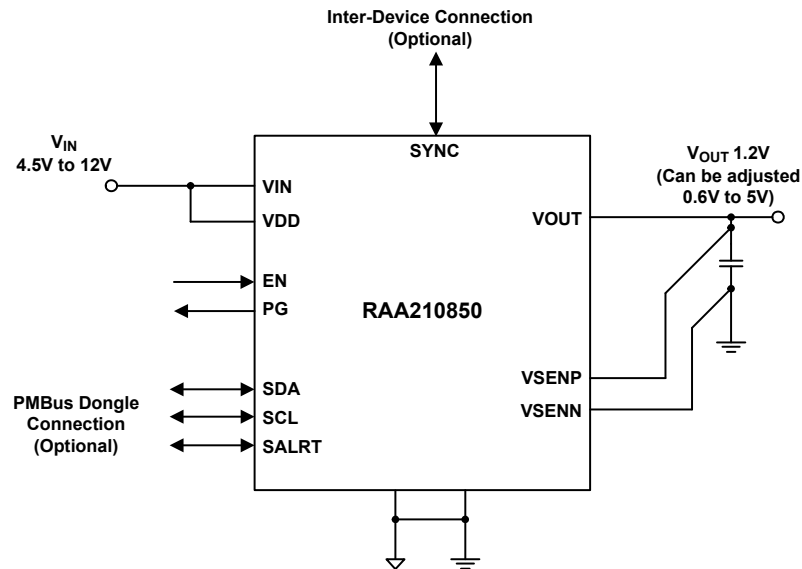 Inter-Device Connection
(Optional)
SYNC
VIN
4.5V to 12V
VOUT 1.2V
(Can be adjusted
0.6V to 5V)
VIN
VDD
VOUT
EN
PG
RAA210850
VSENP
VSENN
PMBus Dongle
Connection
(Optional)
SDA
SCL
SALRT